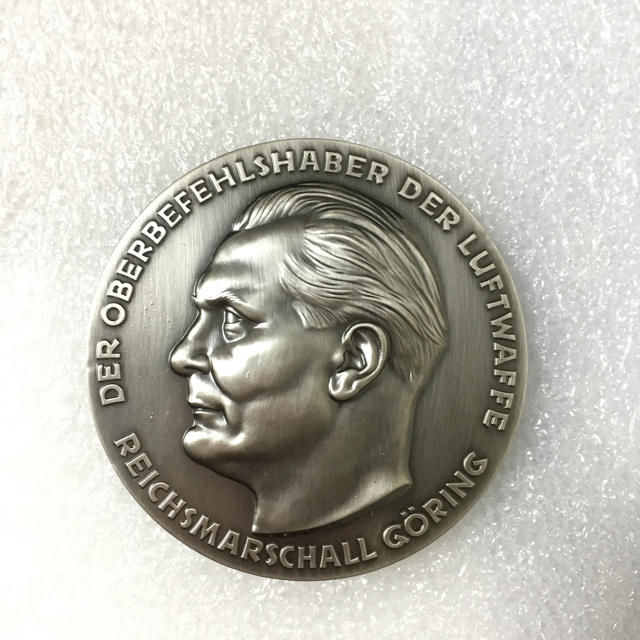 DER OBERBEFEHLSHABER DER LUFTWAFFE
REICHSMARSCHALL GÖRING